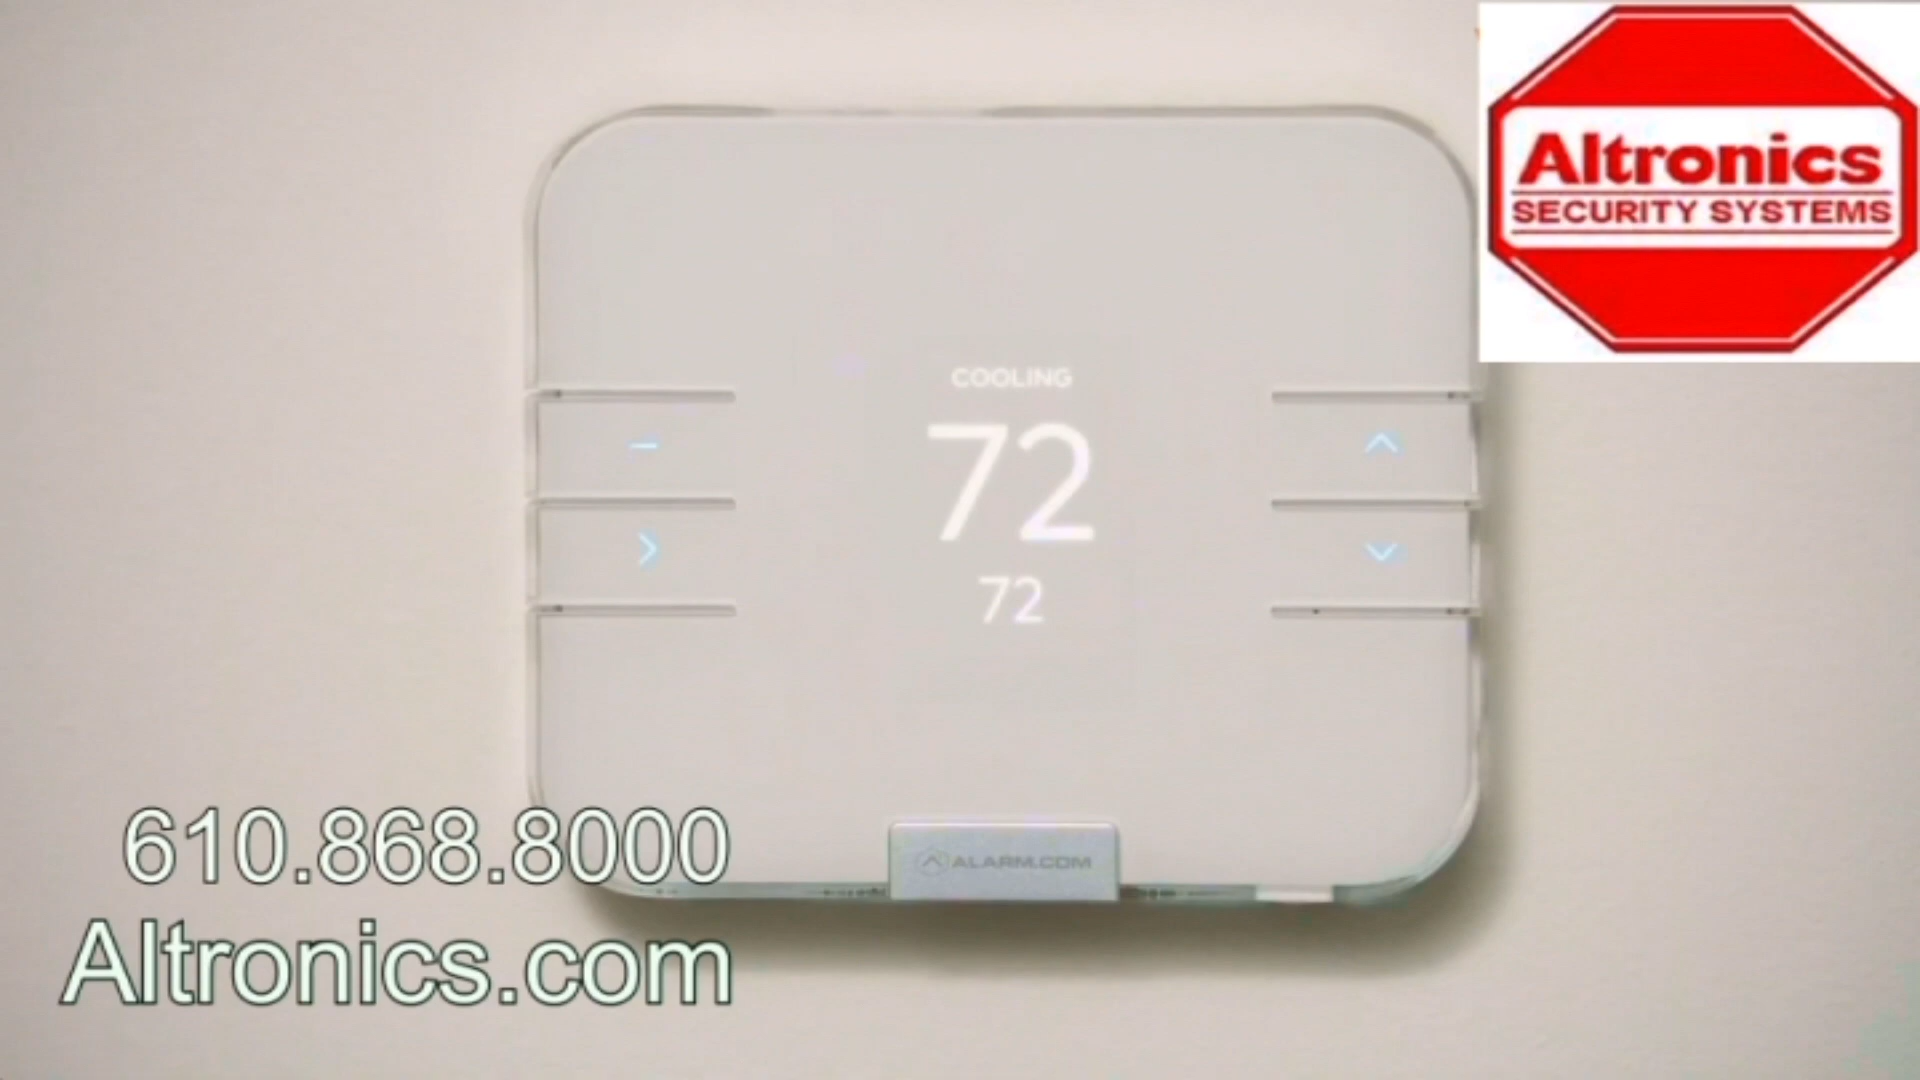 Altronics
SECURITY SYSTEMS
COOLING
72
72
ALARM.COM
610.868.8000
Altronics.com